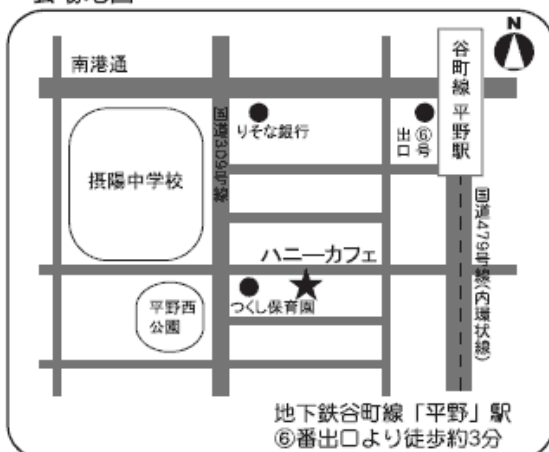 N
南港通
谷町線 平野駅
国道309号線
りそな銀行
⑥号
出口
摂陽中学校
国道479号線(内環状線)
ハニーカフェ
つくし保育園
平野西
公園
地下鉄谷町線「平野」駅
⑥番出口より徒歩約3分